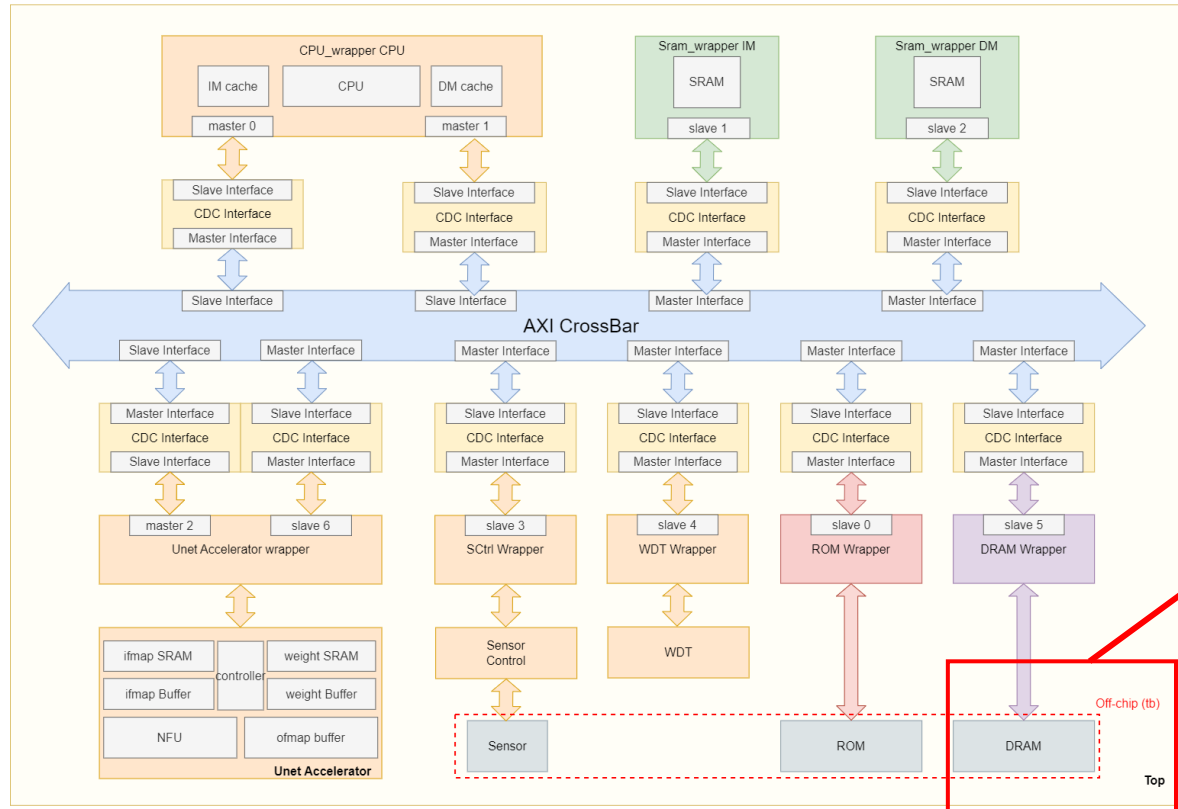 CPU_wrapper CPU
IM cache
CPU
DM cache
master 0
master 1
Sram_wrapper IM
SRAM
slave 1
Sram_wrapper DM
SRAM
slave 2
Slave Interface
CDC Interface
Master Interface
Slave Interface
CDC Interface
Master Interface
Slave Interface
CDC Interface
Master Interface
Slave Interface
CDC Interface
Master Interface
Slave Interface
Slave Interface
Master Interface
Master Interface
AXI CrossBar
Slave Interface
Master Interface
Master Interface
Master Interface
Master Interface
Master Interface
Master Interface
CDC Interface
Slave Interface
Slave Interface
CDC Interface
Master Interface
Slave Interface
CDC Interface
Master Interface
Slave Interface
CDC Interface
Master Interface
Slave Interface
CDC Interface
Master Interface
Slave Interface
CDC Interface
Master Interface
master 2
slave 6
Unet Accelerator wrapper
slave 3
SCtrl Wrapper
slave 4
WDT Wrapper
slave 0
ROM Wrapper
slave 5
DRAM Wrapper
ifmap SRAM
controller
weight SRAM
ifmap Buffer
weight Buffer
NFU
ofmap buffer
Unet Accelerator
Sensor
Control
WDT
Off-chip (tb)
Sensor
ROM
DRAM
Top